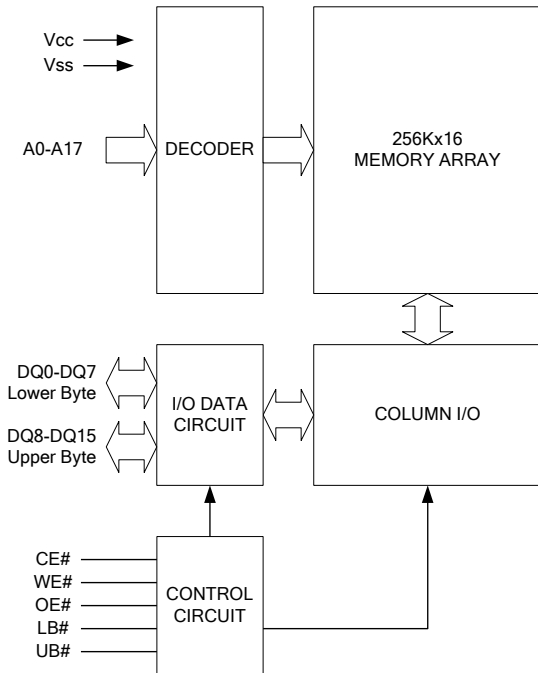 Vcc
Vss
A0-A17
DECODER
256Kx16
MEMORY ARRAY
DQ0-DQ7
Lower Byte
DQ8-DQ15
Upper Byte
I/O DATA
CIRCUIT
COLUMN I/O
CE#
WE#
OE#
LB#
UB#
CONTROL
CIRCUIT